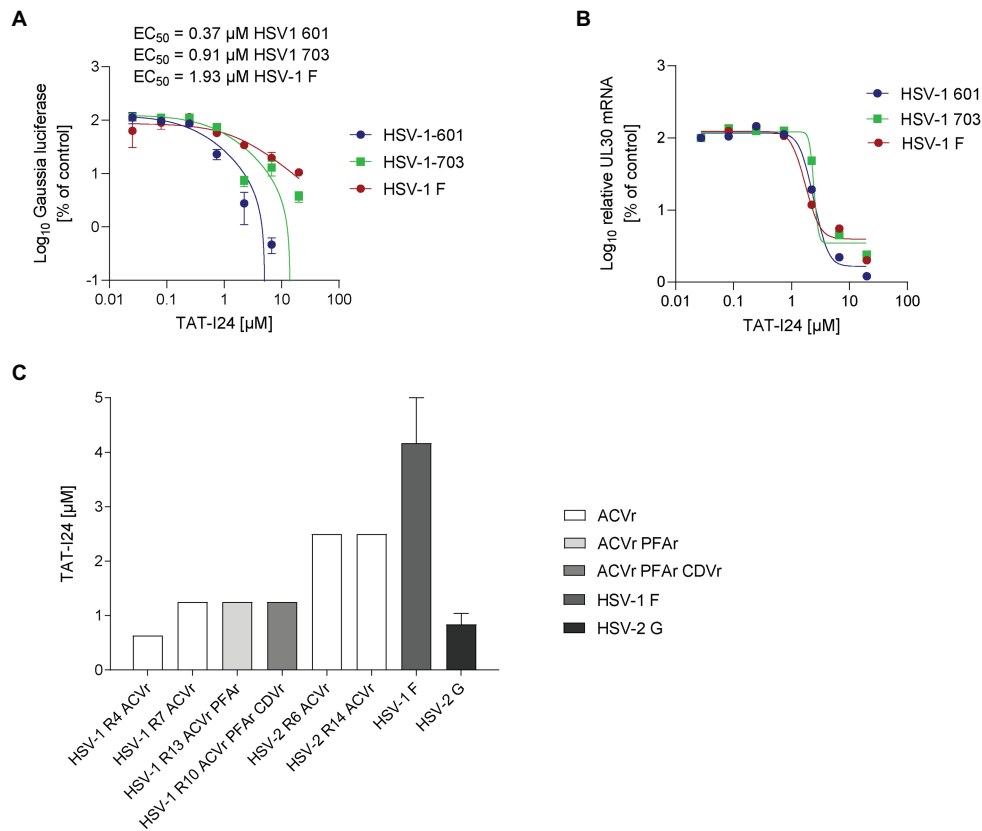 A
EC50 = 0.37 µM HSV1 601
EC50 = 0.91 µM HSV1 703
EC50 = 1.93 µM HSV-1 F
3
2
1
0
-1
0.01
0.1
1
10
100
Log10 Gaussia luciferase
[% of control]
TAT-I24 [µM]
HSV-1-601
HSV-1-703
HSV-1 F
B
3
2
1
0
0.01
0.1
1
10
100
Log10 relative UL30 mRNA
[% of control]
TAT-I24 [µM]
HSV-1 601
HSV-1 703
HSV-1 F
C
5
4
3
2
1
0
TAT-I24 [µM]
HSV-1 R4 ACVr
HSV-1 R7 ACVr
HSV-1 R13 ACVr PFAr
HSV-1 R10 ACVr PFAr CDVr
HSV-2 R6 ACVr
HSV-2 R14 ACVr
HSV-1 F
HSV-2 G
ACVr
ACVr PFAr
ACVr PFAr CDVr
HSV-1 F
HSV-2 G